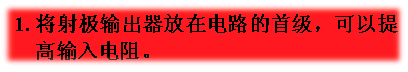 1. 将射极输出器放在电路的首级，可以提
高输入电阻。